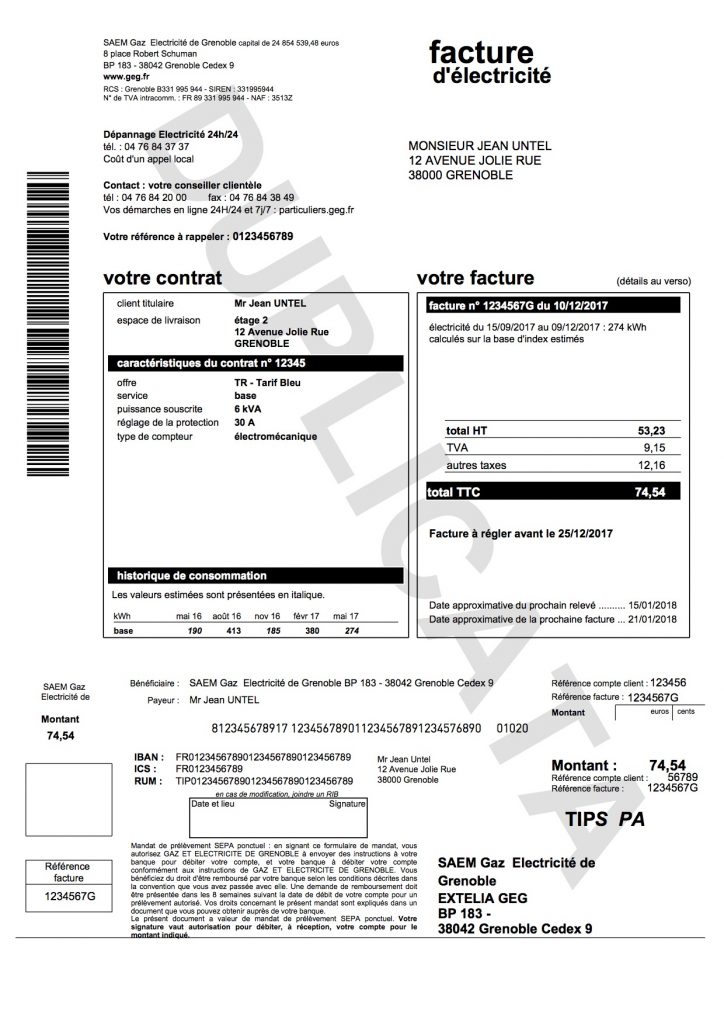 SAEM Gaz  Electricité de Grenoble capital de 24 854 539,48 euros
8 place Robert Schuman
BP 183 - 38042 Grenoble Cedex 9
www.geg.fr
RCS : Grenoble B331 995 944 - SIREN : 331995944
N° de TVA intracomm. : FR 89 331 995 944 - NAF : 3513Z
facture
d'électricité
Dépannage Electricité 24h/24
tél. : 04 76 84 37 37
Coût d'un appel local
MONSIEUR JEAN UNTEL
12 AVENUE JOLIE RUE
38000 GRENOBLE
Contact : votre conseiller clientèle
tél : 04 76 84 20 00 fax : 04 76 84 38 49
Vos démarches en ligne 24H/24 et 7j/7 : particuliers.geg.fr
Votre référence à rappeler : 0123456789
DUPLICATA
votre contrat
client titulaire Mr Jean UNTEL
espace de livraison étage 2
12 Avenue Jolie Rue
GRENOBLE
caractéristiques du contrat n° 12345
offre TR - Tarif Bleu
service base
puissance souscrite 6 kVA
réglage de la protection 30 A
type de compteur électromécanique
historique de consommation
Les valeurs estimées sont présentées en italique.
kWh mai 16 août 16 nov 16 févr 17 mai 17
base 190 413 185 380 274
votre facture (détails au verso)
facture n° 1234567G du 10/12/2017
électricité du 15/09/2017 au 09/12/2017 : 274 kWh
calculés sur la base d'index estimés
total HT 53,23
TVA 9,15
autres taxes 12,16
total TTC 74,54
Facture à régler avant le 25/12/2017
Date approximative du prochain relevé .......... 15/01/2018
Date approximative de la prochaine facture ... 21/01/2018
SAEM Gaz
Electricité de
Montant
74,54
Bénéficiaire : SAEM Gaz  Electricité de Grenoble BP 183 - 38042 Grenoble Cedex 9
Payeur : Mr Jean UNTEL
Référence compte client : 123456
Référence facture : 1234567G
Montant euros cents
812345678917 123456789011234567891234576890 01020
IBAN : FR012345678901234567890123456789
ICS : FR0123456789
RUM : TIP012345678901234567890123456789
en cas de modification, joindre un RIB
Mr Jean Untel
12 Avenue Jolie Rue
38000 Grenoble
Montant : 74,54
Référence compte client : 56789
Référence facture : 1234567G
Date et lieu Signature
TIPS PA
Référence
facture
1234567G
Mandat de prélèvement SEPA ponctuel : en signant ce formulaire de mandat, vous
autorisez GAZ ET ELECTRICITE DE GRENOBLE à envoyer des instructions à votre
banque pour débiter votre compte, et votre banque à débiter votre compte
conformément aux instructions de GAZ ET ELECTRICITE DE GRENOBLE. Vous
bénéficiez du droit d'être remboursé par votre banque selon les conditions décrites dans
la convention que vous avez passée avec elle. Une demande de remboursement doit
être présentée dans les 8 semaines suivant la date de débit de votre compte pour un
prélèvement autorisé. Vos droits concernant le présent mandat sont expliqués dans un
document que vous pouvez obtenir auprès de votre banque.
Le présent document a valeur de mandat de prélèvement SEPA ponctuel. Votre
signature vaut autorisation pour débiter, à réception, votre compte pour le
montant indiqué.
SAEM Gaz  Electricité de
Grenoble
EXTELIA GEG
BP 183 -
38042 Grenoble Cedex 9